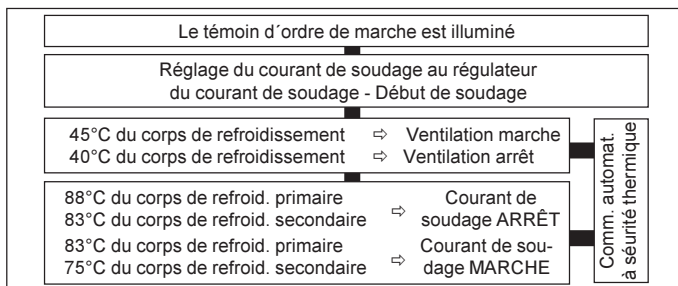 Le témoin d´ordre de marche est illuminé
Réglage du courant de soudage au régulateur
du courant de soudage - Début de soudage
45°C du corps de refroidissement ⇨ Ventilation marche
40°C du refroidissement ⇨ Ventilation arrêt
88°C du corps de refroid. primaire
83°C du corps de refroid. secondaire
⇨
Courant de
soudage ARRÊT
83°C du corps de refroid. primaire
75°C du corps de refroid. secondaire
⇨
Courant de sou-
dage MARCHE
Comm. automat.
à séurité thermique